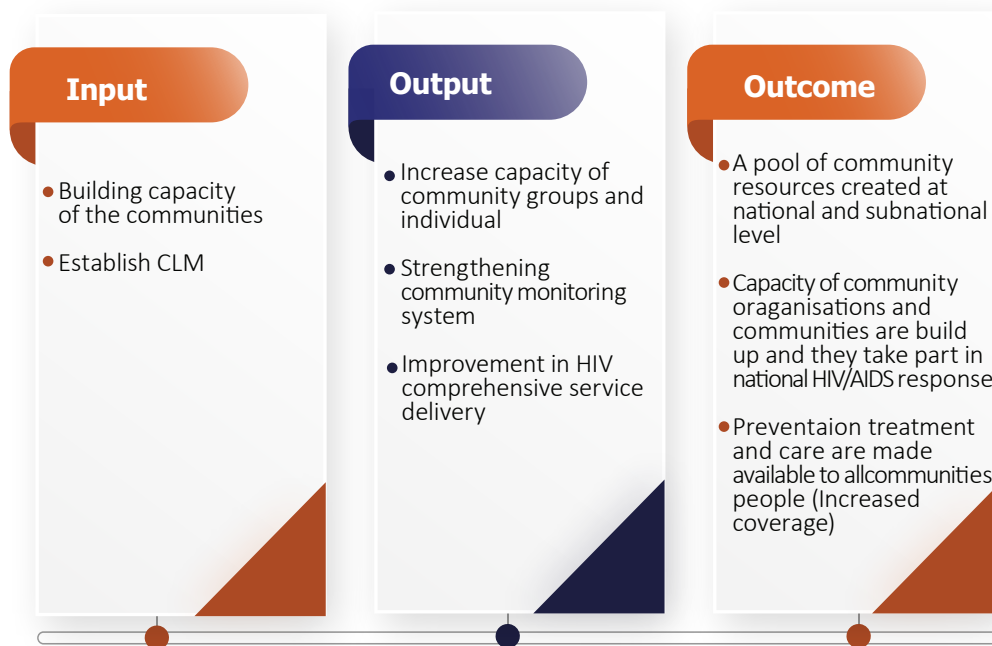 Input
Building capacity
of the communities
Establish CLM
Output
Increase capacity of
community groups and
individual
Strengthening
community monitoring
system
Improvement in HIV
comprehensive service
delivery
Outcome
A pool of community
resources created at
national and subnational
level
Capacity of community
oraganisations and
communities are build
up and they take part in
national HIV/AIDS response
Preventaion treatment
and care are made
available to allcommunities
people (Increased
coverage)